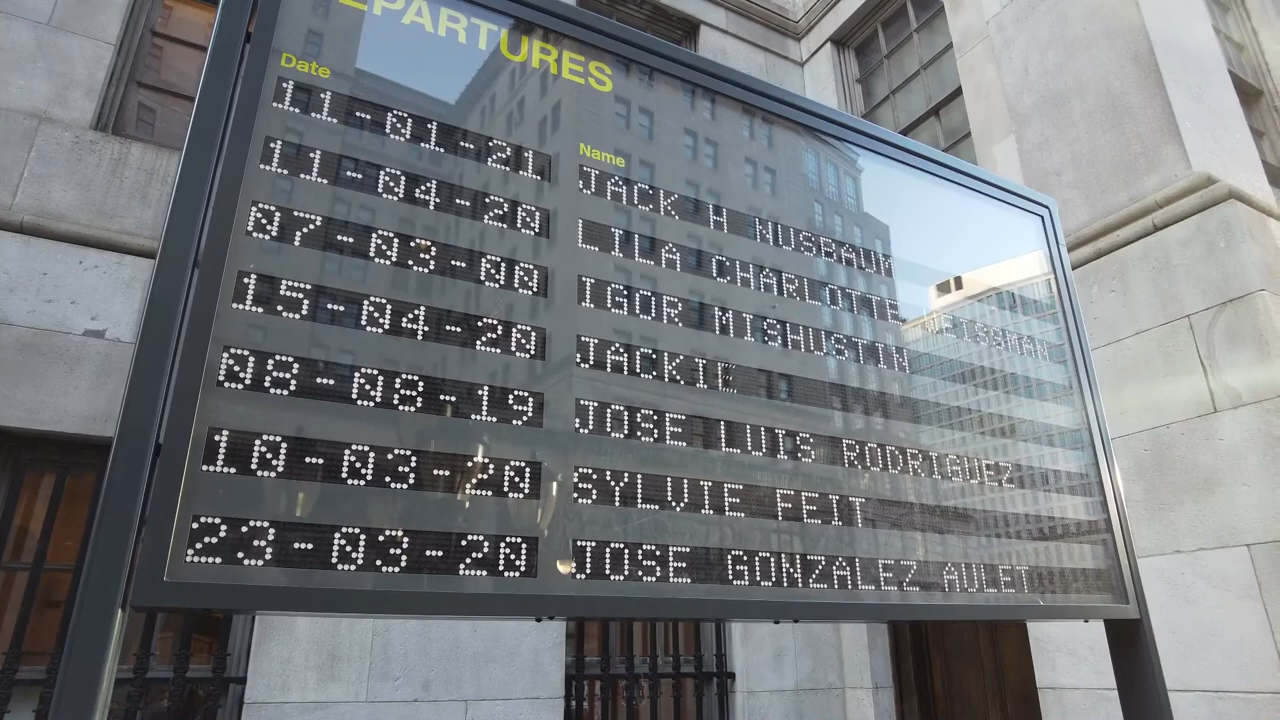 EPARTURES
Date
Name
11-01-21 JACK H NUSBAUM
11-04-20 LILA CHARLOTTE WEISSMAN
07-03-00 IGOR MISHUSTIN
15-04-20 JACKIE
08-08-19 JOSE LUIS RODRIGUEZ
10-03-20 SYLVIE FEIT
23-03-20 JOSE GONZALEZ AULET